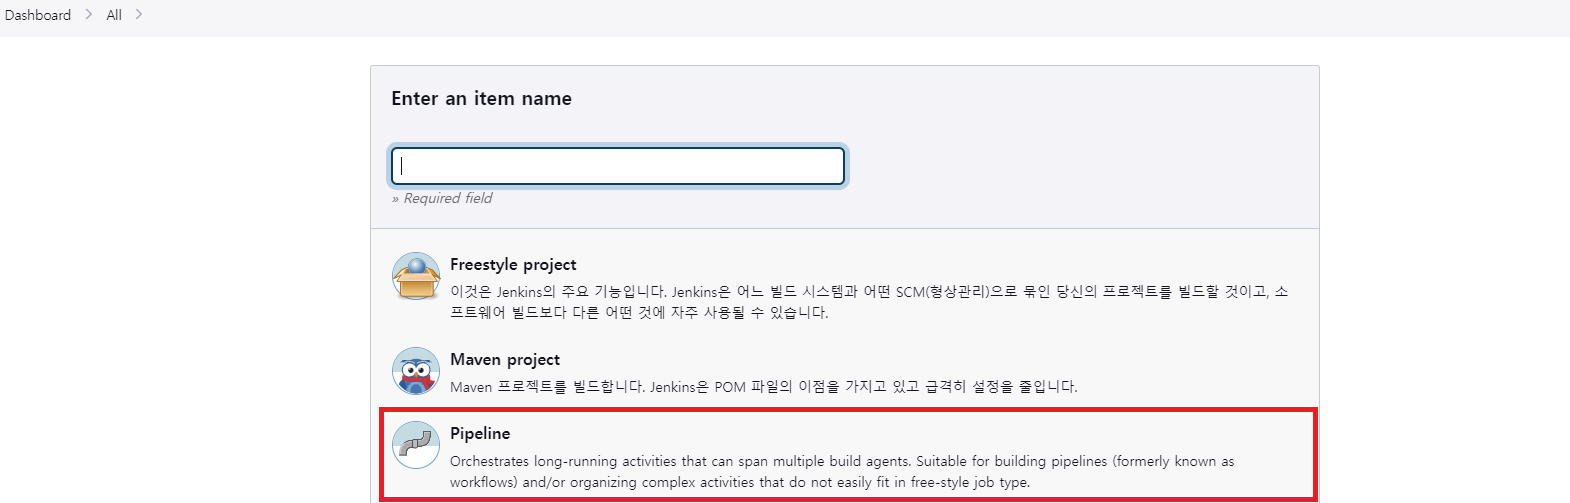 Dashboard > All >
Enter an item name
» Required field
Freestyle project
이것은 Jenkins의 주요 기능입니다. Jenkins은 어느 빌드 시스템과 어떤 SCM(형상관리)으로 묶인 당신의 프로젝트를 빌드할 것이고, 소
프트웨어 빌드보다 다른 어떤 것에 자주 사용될 수 있습니다.
Maven project
Maven 프로젝트를 빌드합니다. Jenkins은 POM 파일의 이점을 가지고 있고 급격히 설정을 줄입니다.
Pipeline
Orchestrates long-running activities that can span multiple build agents. Suitable for building pipelines (formerly known as
workflows) and/or organizing complex activities that do not easily fit in free-style job type.